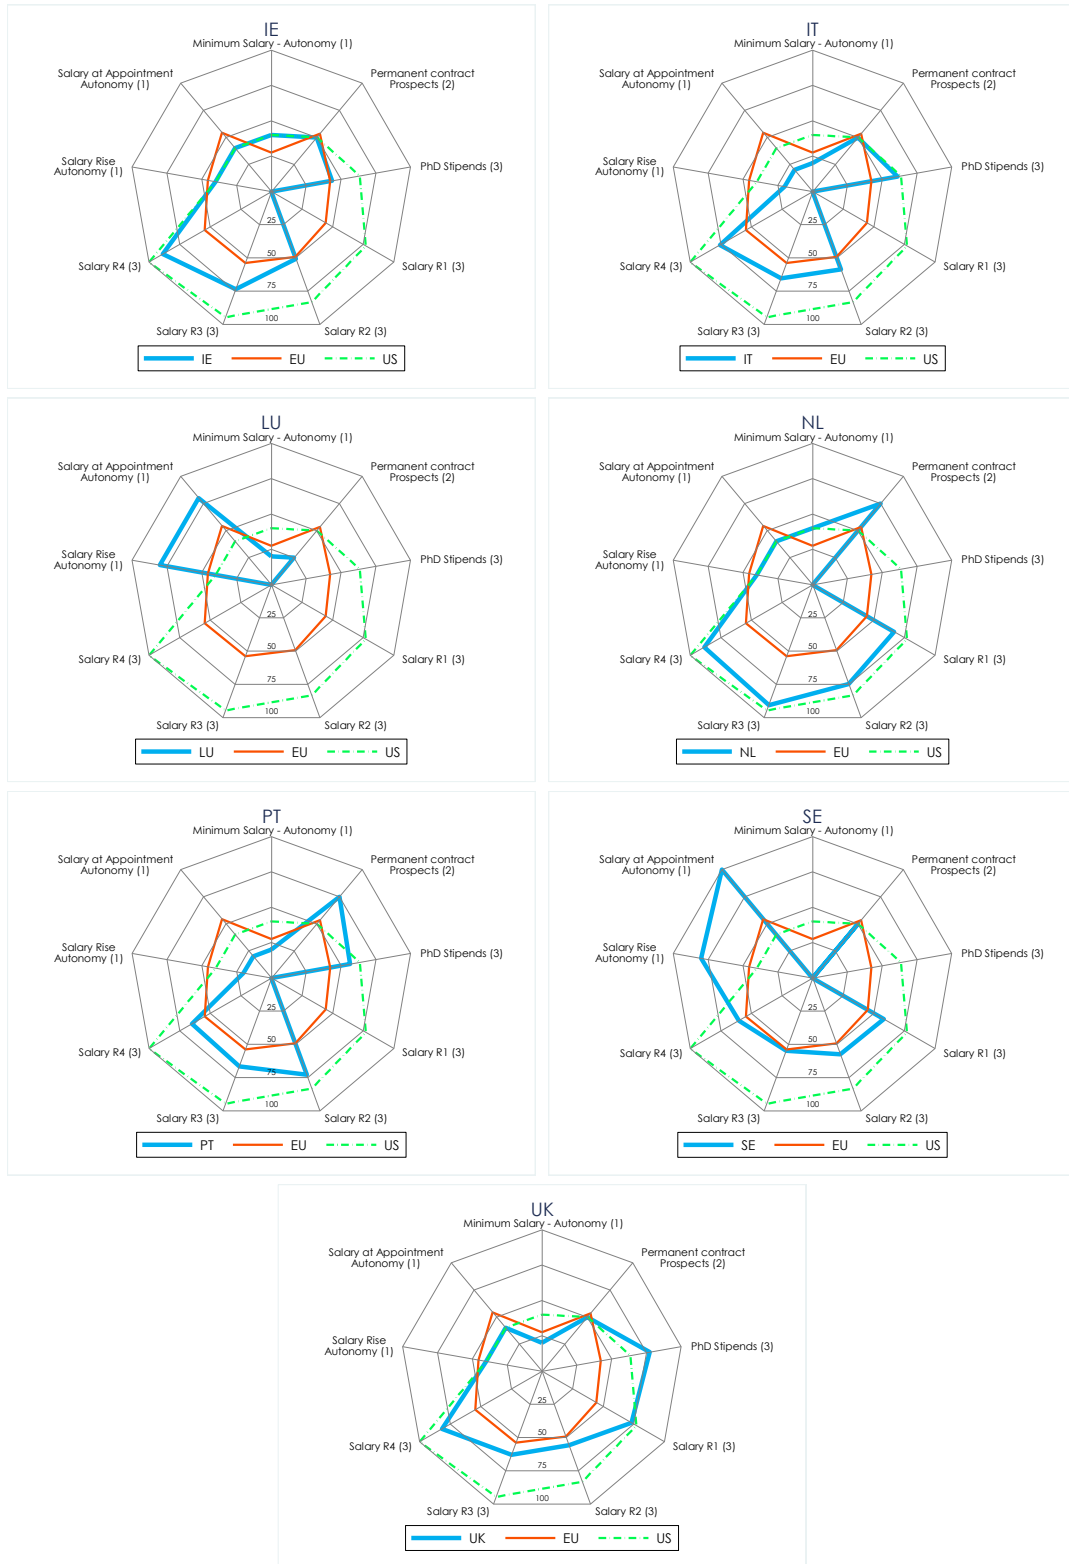 IE
Minimum Salary - Autonomy (1)
Salary at Appointment
Autonomy (1)
Permanent contract
Prospects (2)
Salary Rise
Autonomy (1)
PhD Stipends (3)
25
50
75
100
Salary R4 (3)
Salary R1 (3)
Salary R3 (3)
Salary R2 (3)
IE EU US
IT
Minimum Salary - Autonomy (1)
Salary at Appointment
Autonomy (1)
Permanent contract
Prospects (2)
Salary Rise
Autonomy (1)
PhD Stipends (3)
25
50
75
100
Salary R4 (3)
Salary R1 (3)
Salary R3 (3)
Salary R2 (3)
IT EU US
LU
Minimum Salary - Autonomy (1)
Salary at Appointment
Autonomy (1)
Permanent contract
Prospects (2)
Salary Rise
Autonomy (1)
PhD Stipends (3)
25
50
75
100
Salary R4 (3)
Salary R1 (3)
Salary R3 (3)
Salary R2 (3)
LU EU US
NL
Minimum Salary - Autonomy (1)
Salary at Appointment
Autonomy (1)
Permanent contract
Prospects (2)
Salary Rise
Autonomy (1)
PhD Stipends (3)
25
50
75
100
Salary R4 (3)
Salary R1 (3)
Salary R3 (3)
Salary R2 (3)
NL EU US
PT
Minimum Salary - Autonomy (1)
Salary at Appointment
Autonomy (1)
Permanent contract
Prospects (2)
Salary Rise
Autonomy (1)
PhD Stipends (3)
25
50
75
100
Salary R4 (3)
Salary R1 (3)
Salary R3 (3)
Salary R2 (3)
PT EU US
SE
Minimum Salary - Autonomy (1)
Salary at Appointment
Autonomy (1)
Permanent contract
Prospects (2)
Salary Rise
Autonomy (1)
PhD Stipends (3)
25
50
75
100
Salary R4 (3)
Salary R1 (3)
Salary R3 (3)
Salary R2 (3)
SE EU US
UK
Minimum Salary - Autonomy (1)
Salary at Appointment
Autonomy (1)
Permanent contract
Prospects (2)
Salary Rise
Autonomy (1)
PhD Stipends (3)
25
50
75
100
Salary R4 (3)
Salary R1 (3)
Salary R3 (3)
Salary R2 (3)
UK EU US